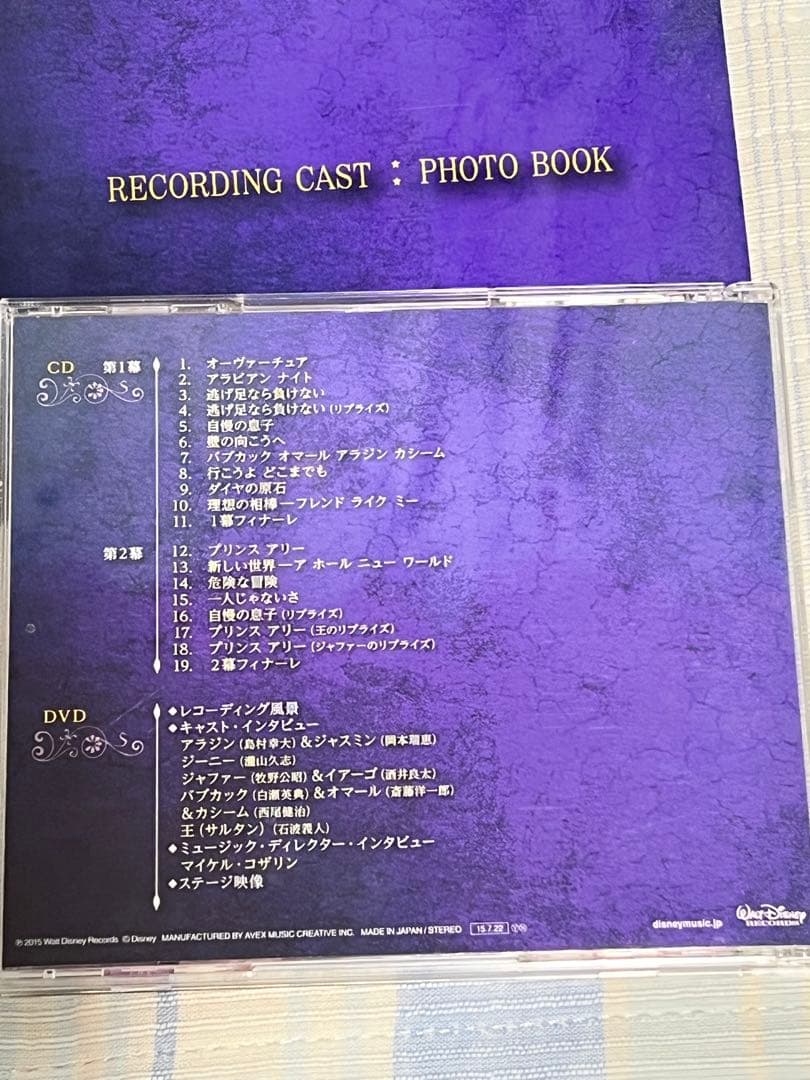 RECORDING CAST : PHOTO BOOK
CD 第1幕
1. オーヴァーチュア
2. アラビアン ナイト
3. 逃げ足なら負けない
4. 逃げ足なら負けない (リプライズ)
5. 自慢の息子
6. 壁の向こうへ
7. バブカック オマール アラジン カシーム
8. 行こうよ どこまでも
9. ダイヤの原石
10. 理想の相棒―フレンド ライク ミー
11. 1幕フィナーレ
第2幕
12. プリンス アリー
13. 新しい世界―ア ホール ニュー ワールド
14. 危険な冒険
15. 一人じゃないさ
16. 自慢の息子 (リプライズ)
17. プリンス アリー (王のリプライズ)
18. プリンス アリー (ジャファーのリプライズ)
19. 2幕フィナーレ
DVD
◆レコーディング風景
◆キャスト・インタビュー
アラジン (島村幸大) &ジャスミン (岡本瑞恵)
ジーニー (瀧山久志)
ジャファー (牧野公昭) &イアーゴ (酒井良太)
バブカック (白瀬英典) &オマール (斎藤洋一郎)
&カシーム (西尾健治)
王 (サルタン) (石波義人)
◆ミュージック・ディレクター・インタビュー
マイケル・コザリン
◆ステージ映像
℗ 2015 Walt Disney Records © Disney MANUFACTURED BY AVEX MUSIC CREATIVE INC. MADE IN JAPAN / STEREO 15.7.22
disneymusic.jp
WALT DISNEY RECORDS